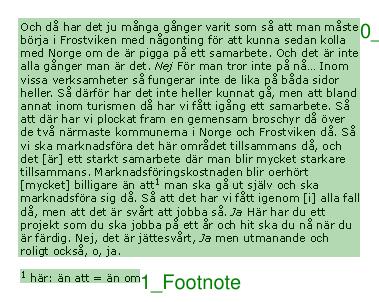 Och då har det ju många gånger varit som så att man måste
börja i Frostviken med någonting för att kunna sedan kolla
med Norge om de är pigga på ett samarbete. Och det är inte
alla gånger man är det. Nej För man tror inte på nå... Inom
vissa verksamheter så fungerar inte de lika på båda sidor
heller. Så därför har det inte heller kunnat gå, men att bland
annat inom turismen då har vi fått igång ett samarbete. Så
att där har vi plockat fram en gemensam broschyr då över
de två närmaste kommunerna i Norge och Frostviken då. Så
vi ska marknadsföra det här området tillsammans då, och
det [är] ett starkt samarbete där man blir mycket starkare
tillsammans. Marknadsföringskostnaden blir oerhört
[mycket] billigare än att¹ man ska gå ut själv och ska
marknadsföra sig då. Så att det har vi fått igenom [i] alla fall
då, men att det är svårt att jobba så. Ja Här har du ett
projekt som du ska jobba på ett år och hit ska du nå när du
är färdig. Nej, det är jättesvårt, Ja men utmanande och
roligt också, o, ja.
0_
¹ här: än att = än om
1_Footnote